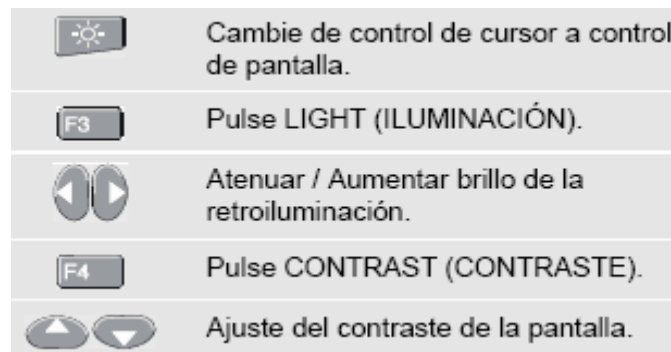 Cambie de control de cursor a control
de pantalla.
F3
Pulse LIGHT (ILUMINACIÓN).
Atenuar / Aumentar brillo de la
retroiluminación.
F4
Pulse CONTRAST (CONTRASTE).
Ajuste del contraste de la pantalla.